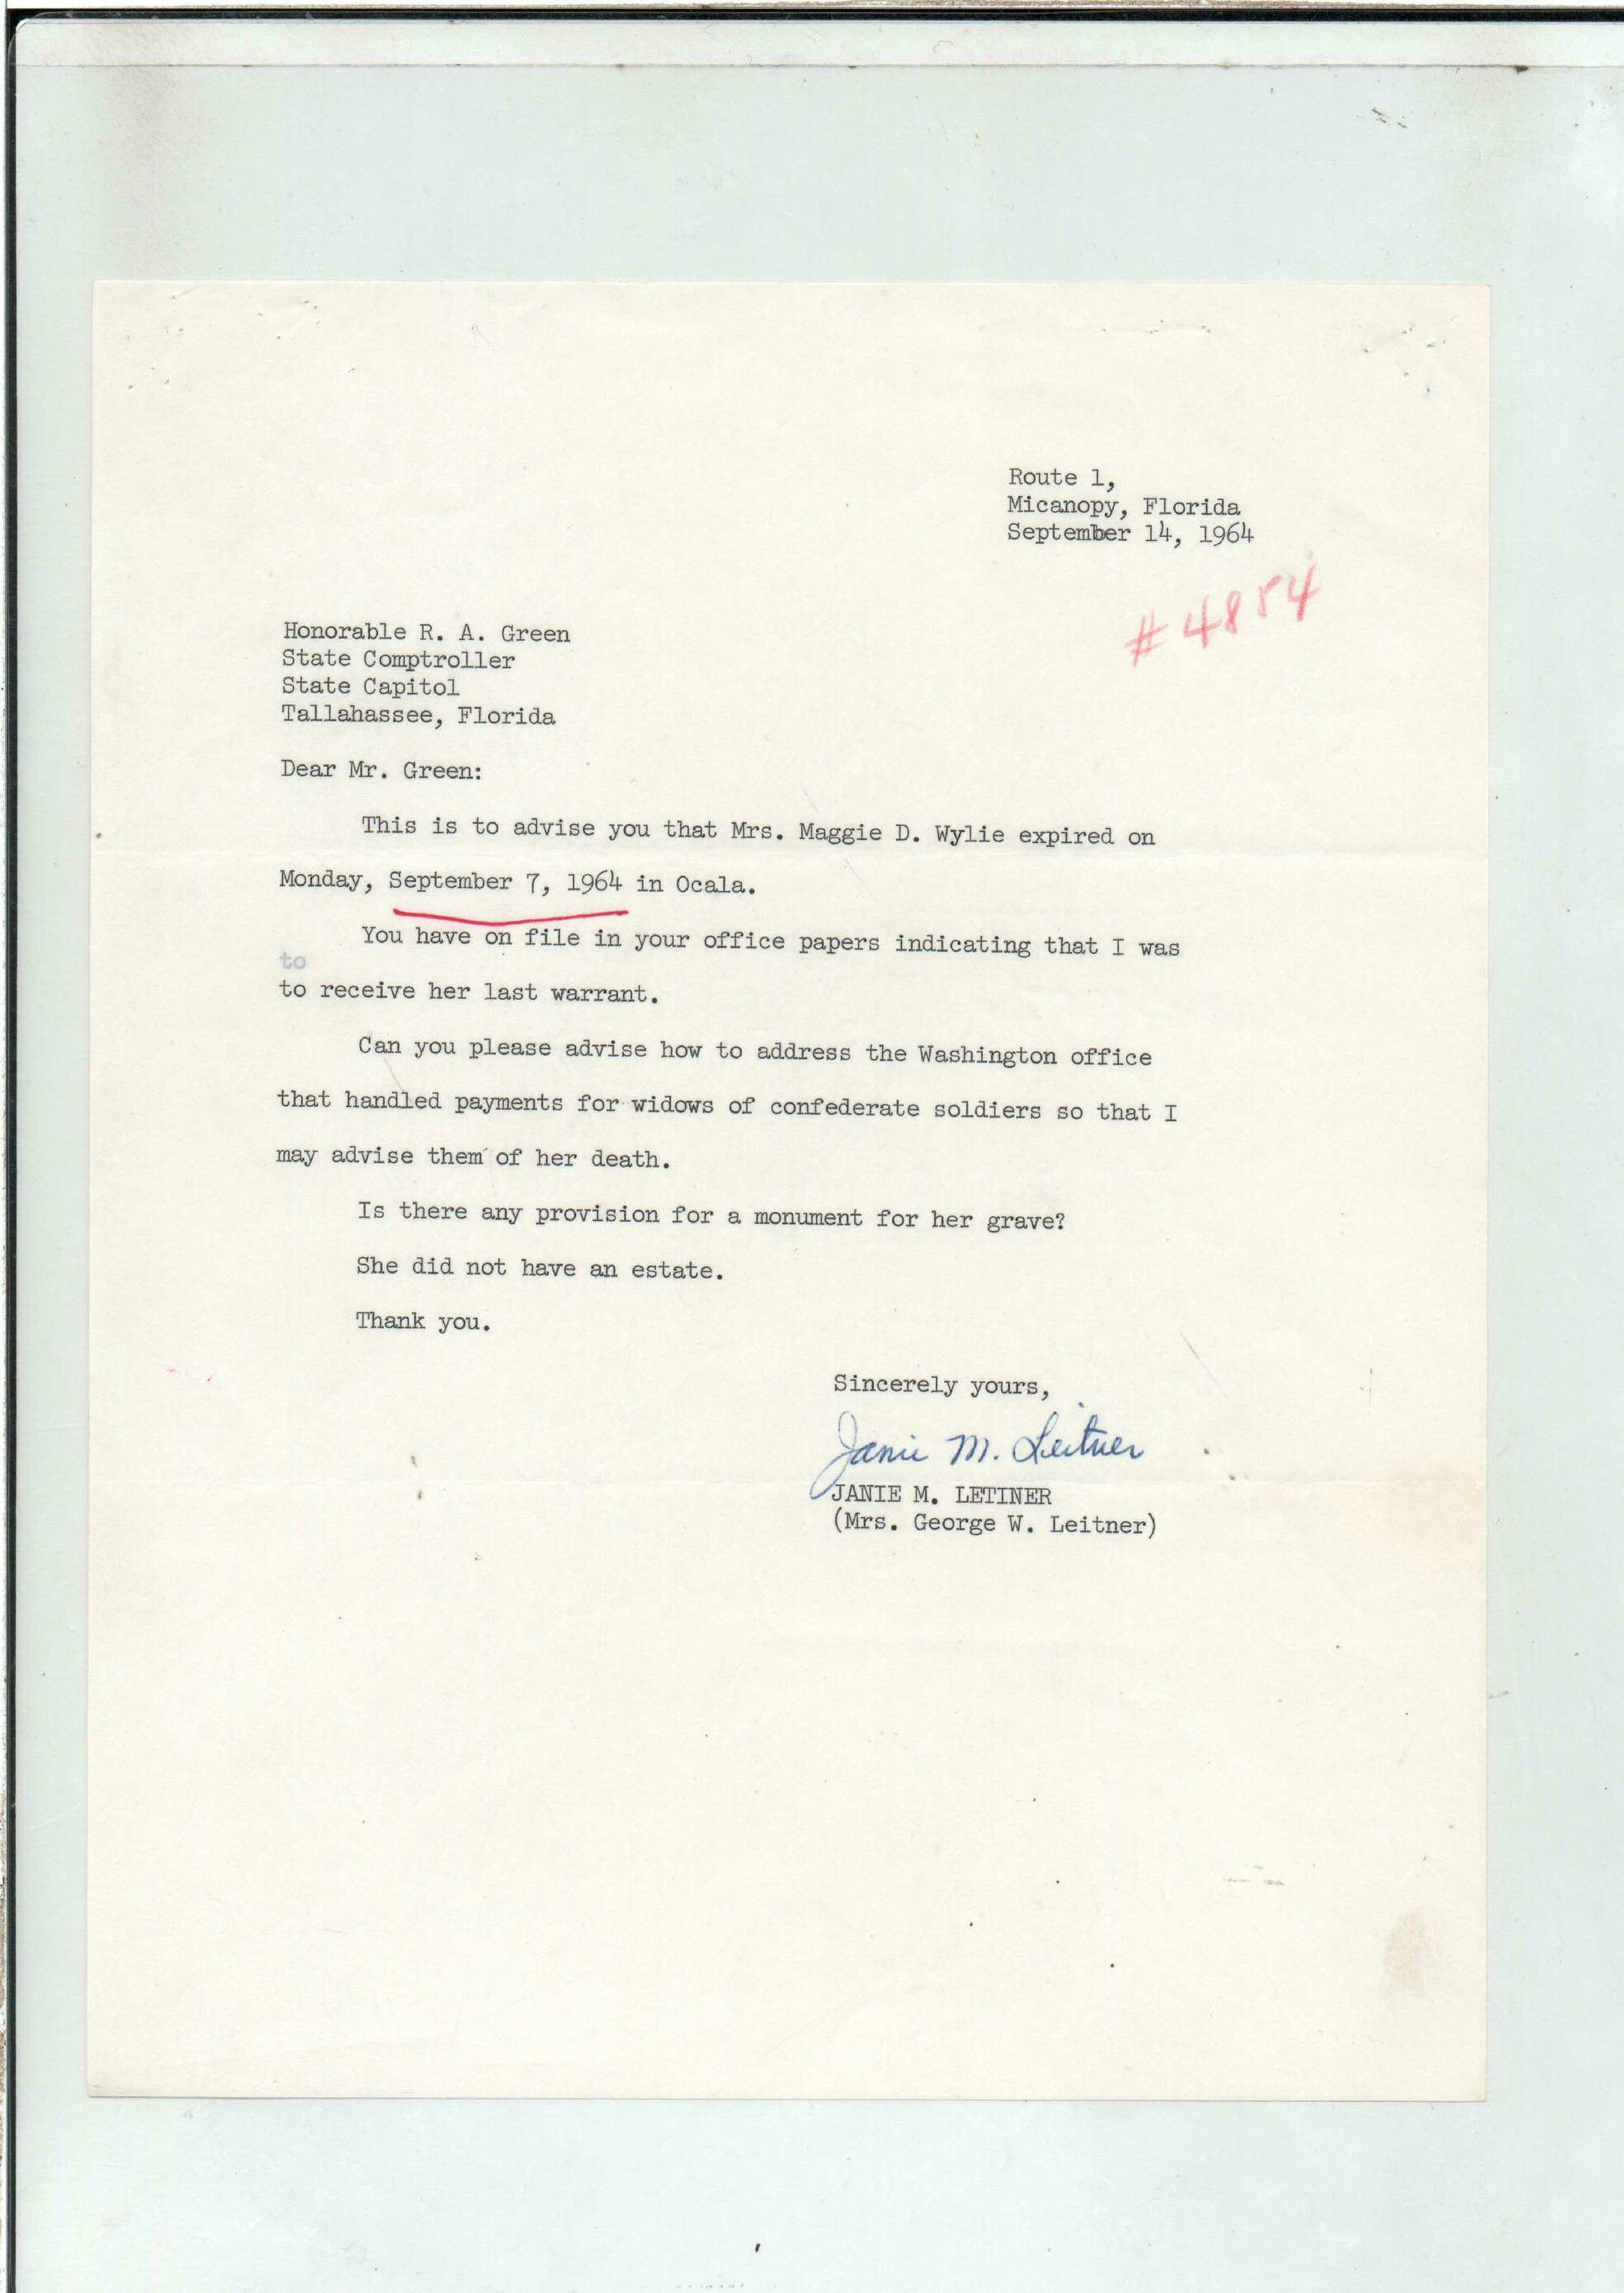 Route 1,
Micanopy, Florida
September 14, 1964
# 4854
Honorable R. A. Green
State Comptroller
State Capitol
Tallahassee, Florida
Dear Mr. Green:
This is to advise you that Mrs. Maggie D. Wylie expired on
Monday, September 7, 1964 in Ocala.
You have on file in your office papers indicating that I was
to
to receive her last warrant.
Can you please advise how to address the Washington office
that handled payments for widows of confederate soldiers so that I
may advise them of her death.
Is there any provision for a monument for her grave?
She did not have an estate.
Thank you.
Sincerely yours,
Janie M. Leitner
JANIE M. LETINER
(Mrs. George W. Leitner)